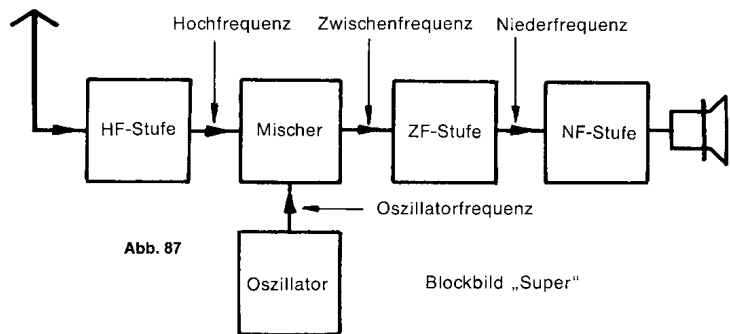 Hochfrequenz
Zwischenfrequenz
Niederfrequenz
HF-Stufe
Mischer
ZF-Stufe
NF-Stufe
Oszillatorfrequenz
Abb. 87
Oszillator
Blockbild „Super“